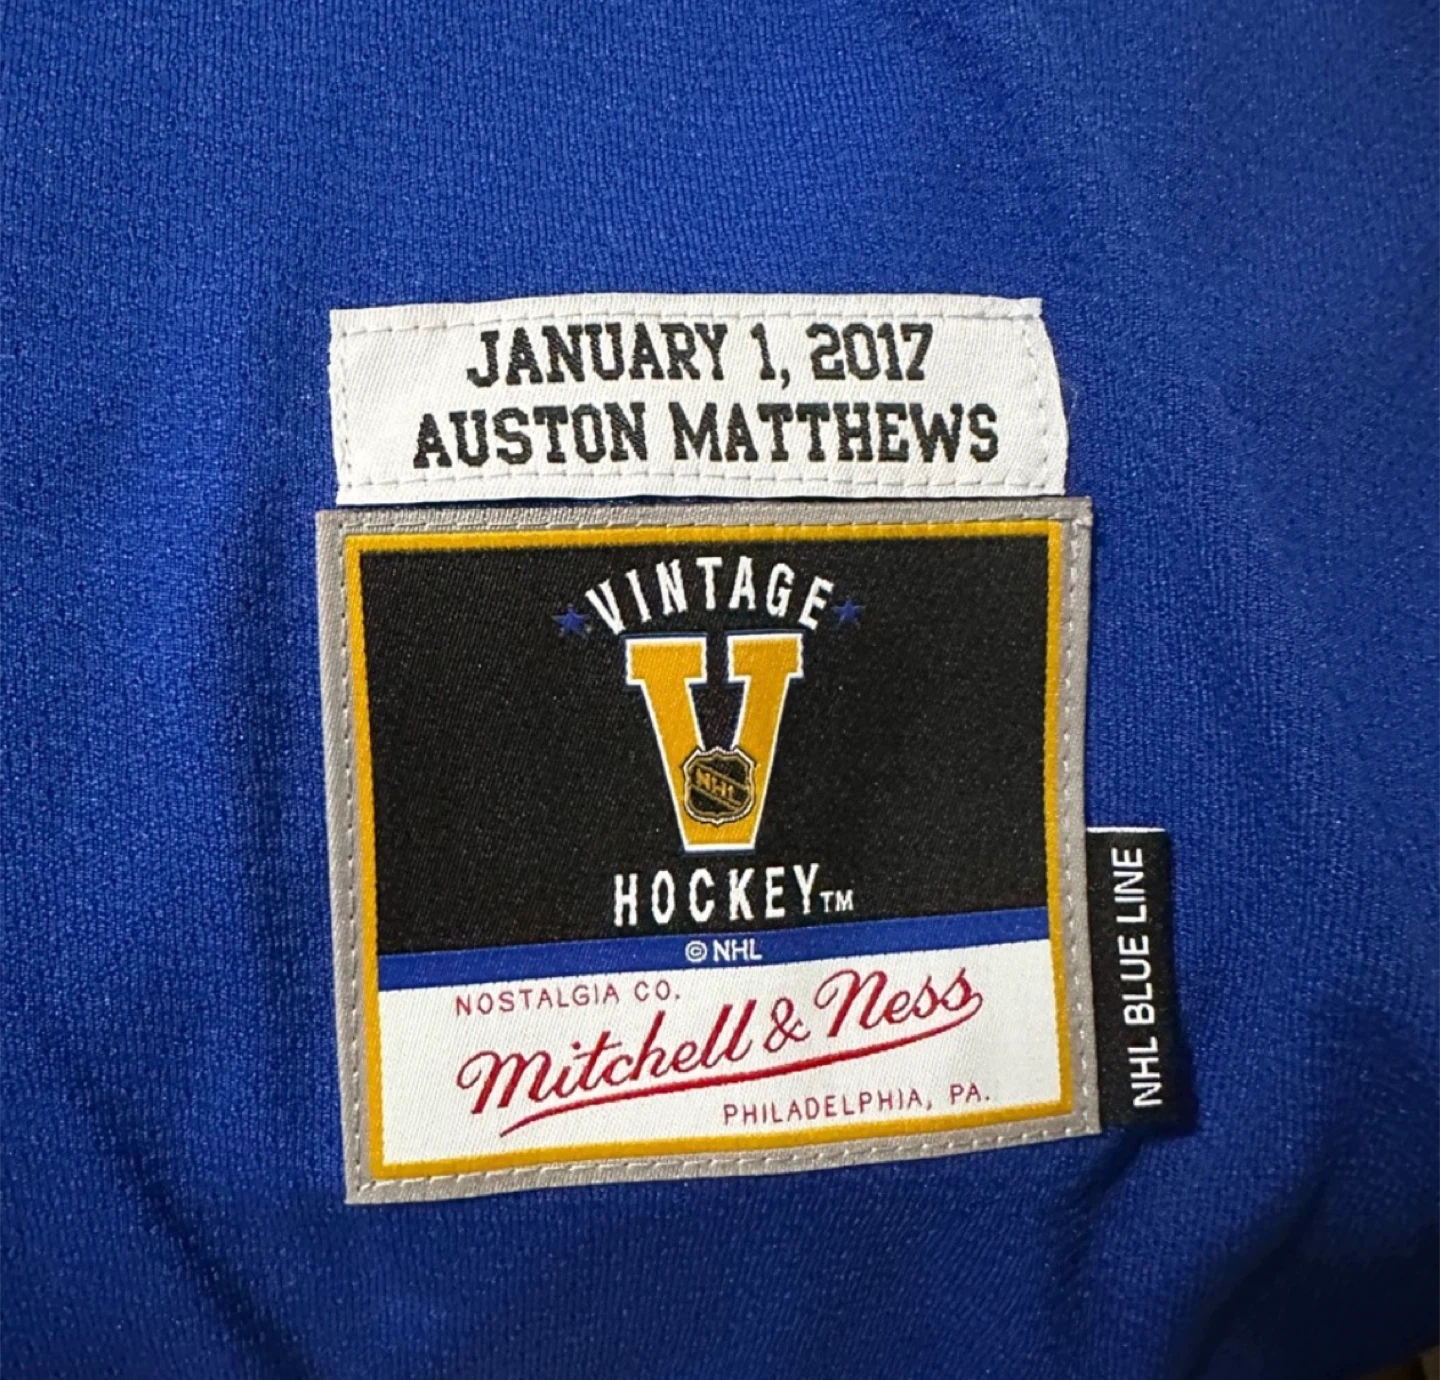 JANUARY 1, 2017
AUSTON MATTHEWS
VINTAGE
V
NHL
HOCKEY™
© NHL
NOSTALGIA CO.
Mitchell & Ness
PHILADELPHIA, PA.
NHL BLUE LINE